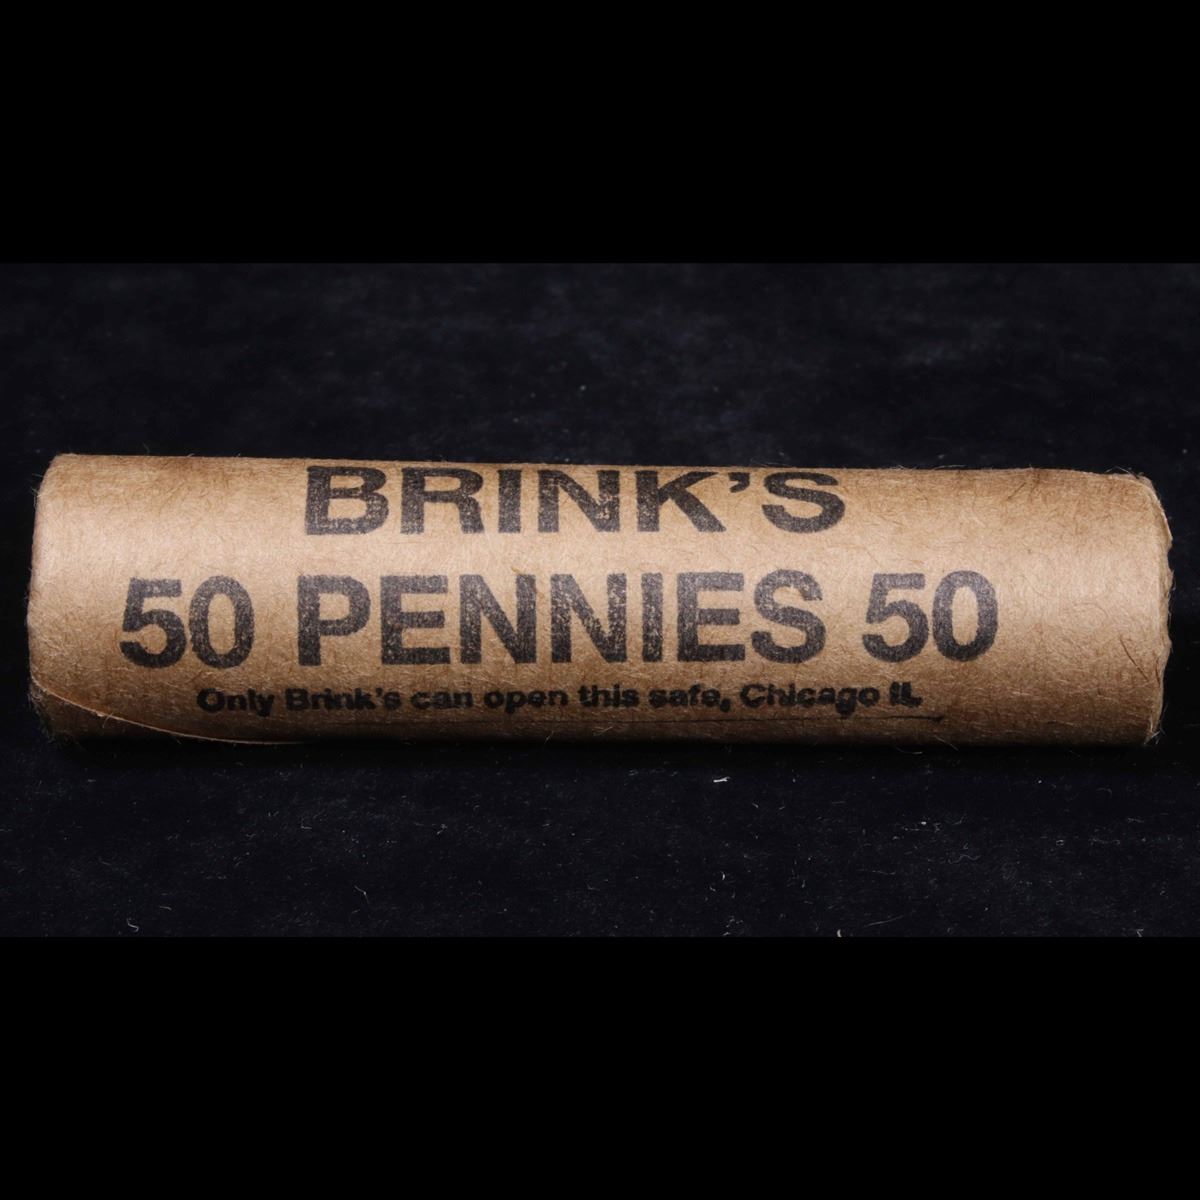 BRINK'S
50 PENNIES 50
Only Brink's can open this safe, Chicago IL